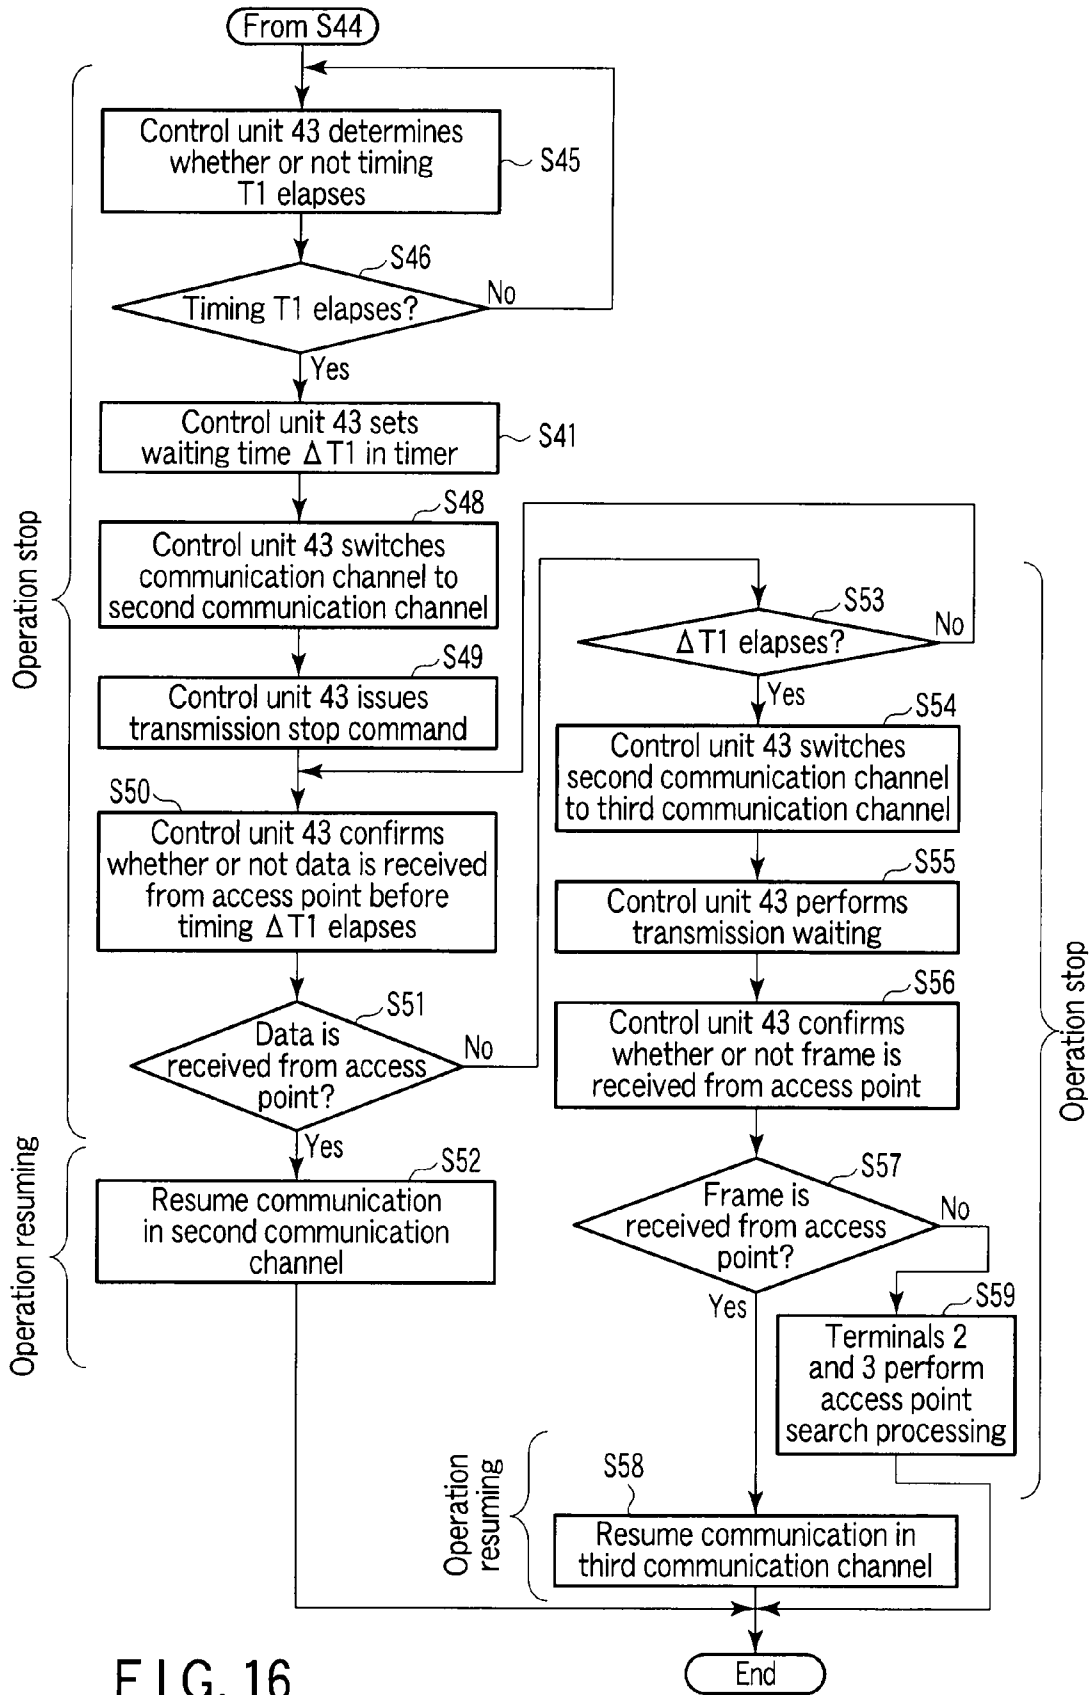 From S44
Control unit 43 determines
whether or not timing
T1 elapses
S45
S46
Timing T1 elapses?
No
Yes
Control unit 43 sets
waiting time ΔT1 in timer
S41
S48
Control unit 43 switches
communication channel to
second communication channel
S49
Control unit 43 issues
transmission stop command
S50
Control unit 43 confirms
whether or not data is received
from access point before
timing ΔT1 elapses
S51
Data is
received from access
point?
No
Yes
S52
Resume communication
in second communication
channel
Operation stop
Operation resuming
S53
ΔT1 elapses?
No
Yes
S54
Control unit 43 switches
second communication channel
to third communication channel
S55
Control unit 43 performs
transmission waiting
S56
Control unit 43 confirms
whether or not frame is
received from access point
S57
Frame is
received from access
point?
No
Yes
S59
Terminals 2
and 3 perform
access point
search processing
Operation stop
S58
Resume communication in
third communication channel
Operation
resuming
End
FIG. 16